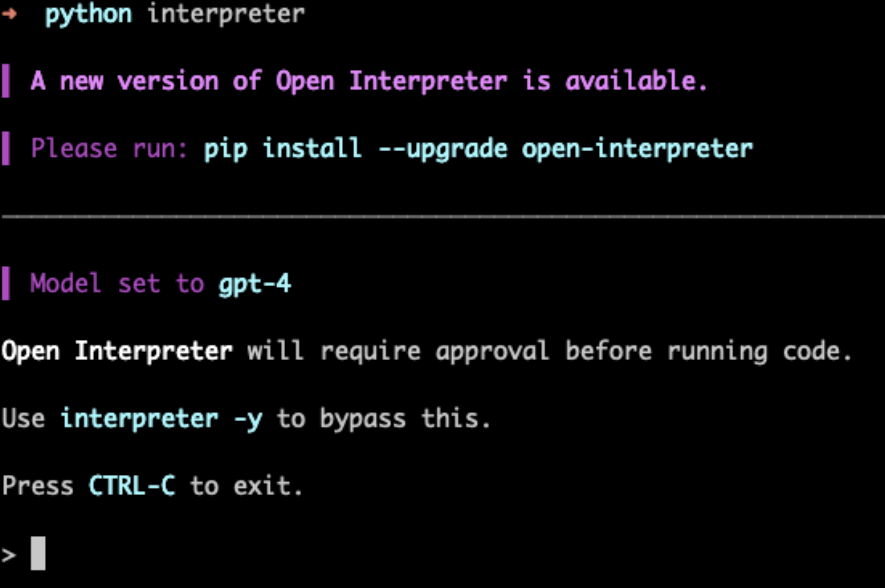 → python interpreter
A new version of Open Interpreter is available.
Please run: pip install --upgrade open-interpreter
Model set to gpt-4
Open Interpreter will require approval before running code.
Use interpreter -y to bypass this.
Press CTRL-C to exit.
>